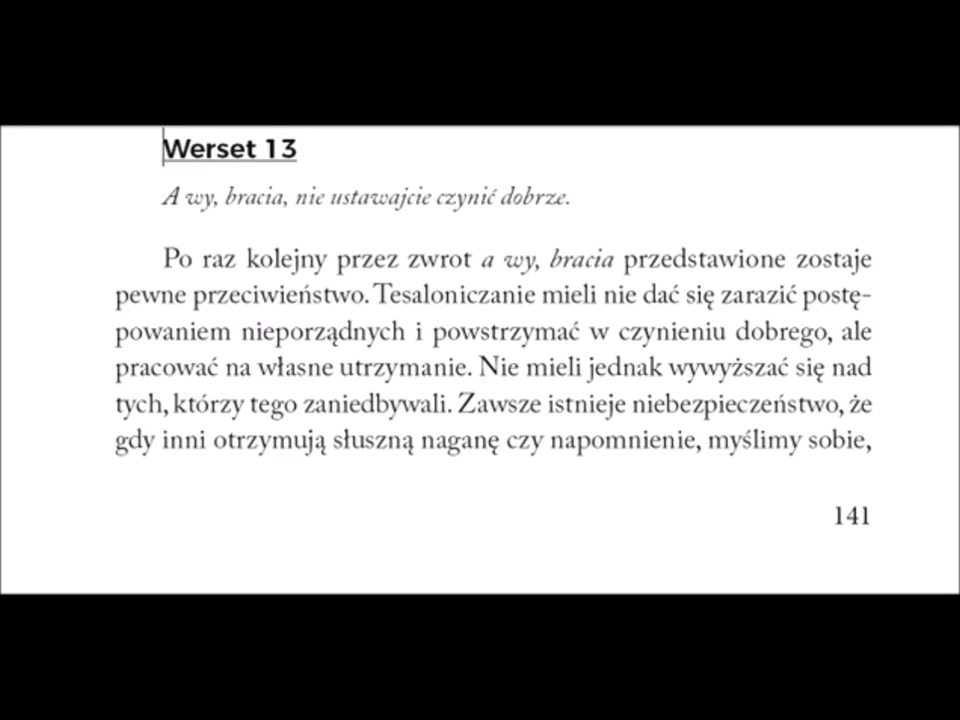 Werset 13
A wy, bracia, nie ustawajcie czynić dobrze.
Po raz kolejny przez zwrot a wy, bracia przedstawione zostaje
pewne przeciwieństwo. Tesaloniczanie mieli nie dać się zarazić postę-
powaniem nieporządnych i powstrzymać w czynieniu dobrego, ale
pracować na własne utrzymanie. Nie mieli jednak wywyższać się nad
tych, którzy tego zaniedbywali. Zawsze istnieje niebezpieczeństwo, że
gdy inni otrzymują słuszną naganę czy napomnienie, myślimy sobie,
141